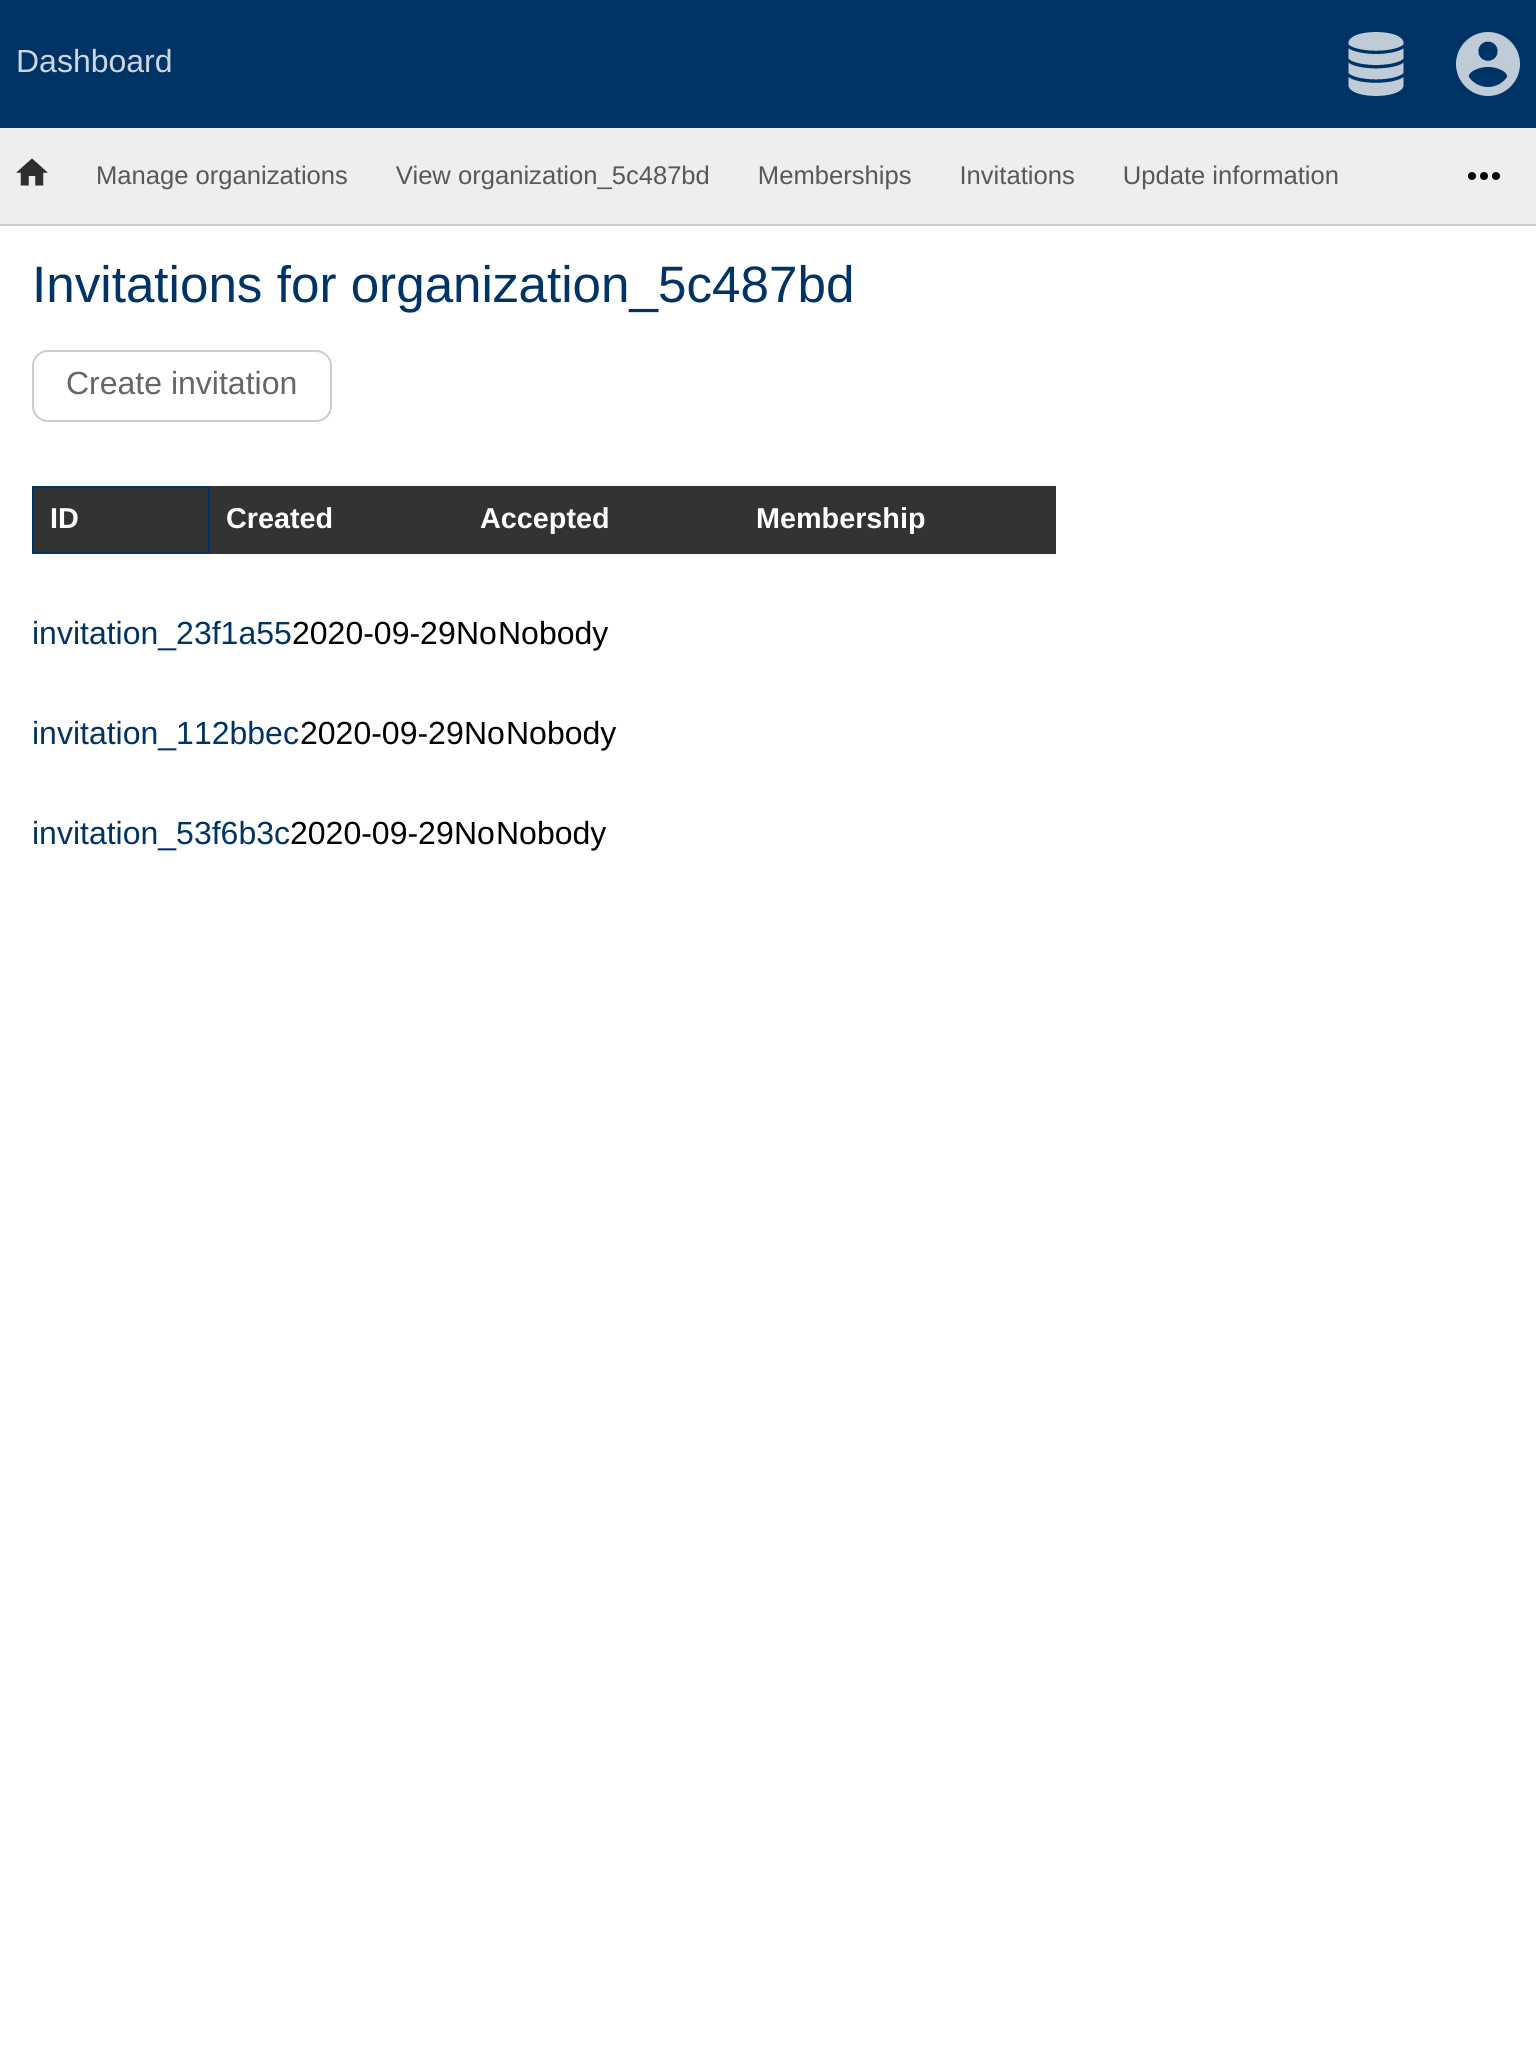 Dashboard
Manage organizations View organization_5c487bd Memberships Invitations Update information
Invitations for organization_5c487bd
Create invitation
ID Created Accepted Membership
invitation_23f1a552020-09-29NoNobody
invitation_112bbec2020-09-29NoNobody
invitation_53f6b3c2020-09-29NoNobody